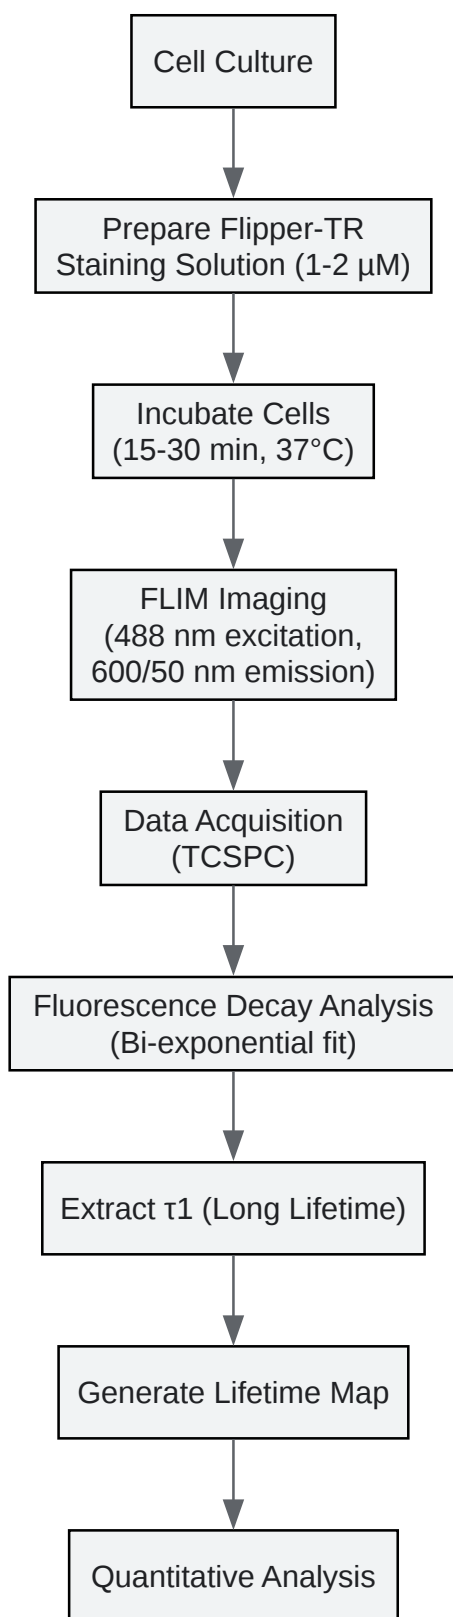 Cell Culture
Prepare Flipper-TR
Staining Solution (1-2 µM)
Incubate Cells
(15-30 min, 37°C)
FLIM Imaging
(488 nm excitation,
600/50 nm emission)
Data Acquisition
(TCSPC)
Fluorescence Decay Analysis
(Bi-exponential fit)
Extract τ1 (Long Lifetime)
Generate Lifetime Map
Quantitative Analysis